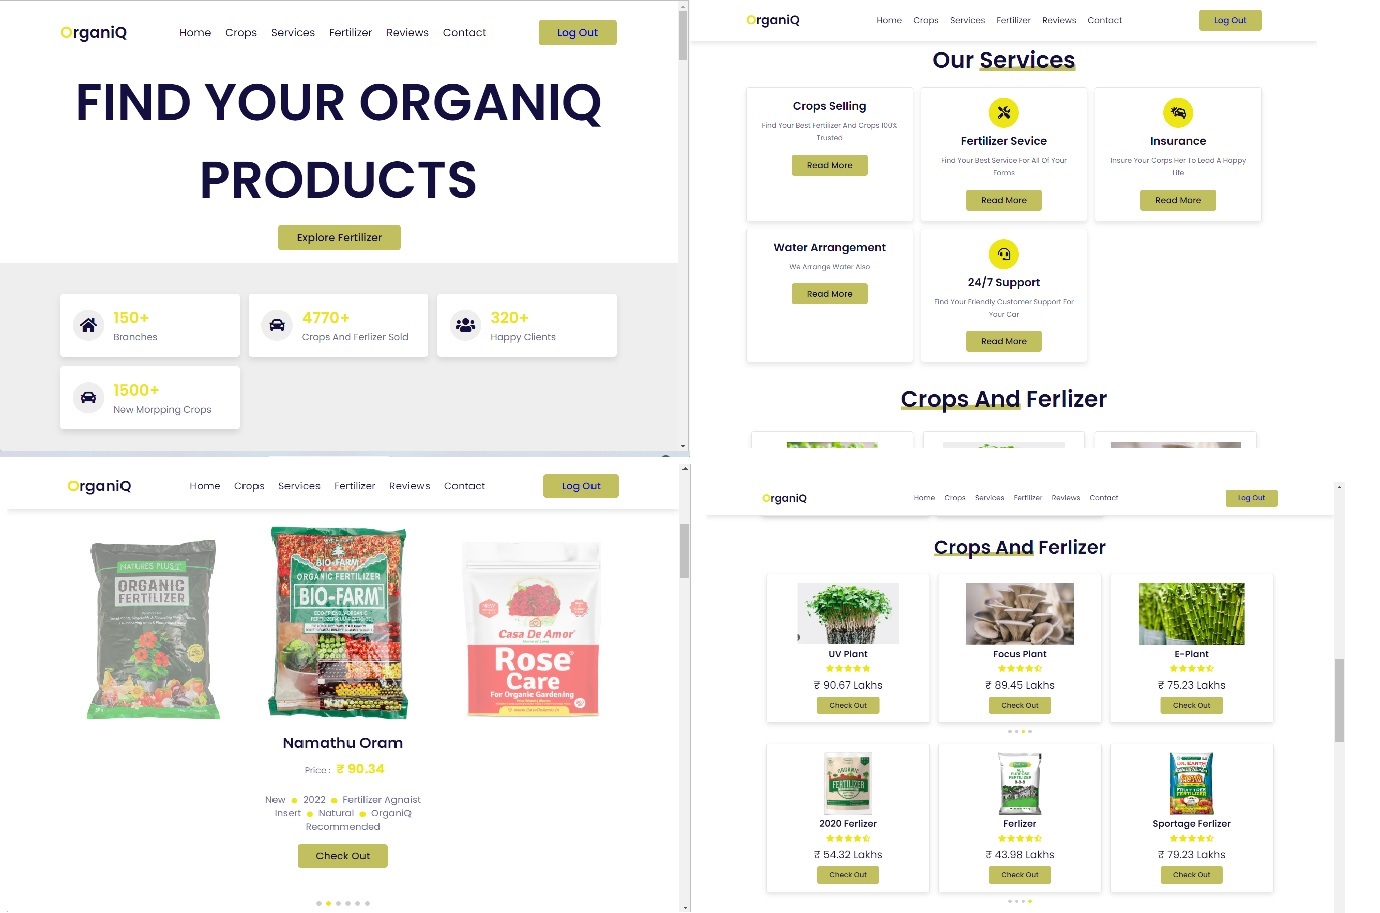 OrganiQ
Home Crops Services Fertilizer Reviews Contact
Log Out
FIND YOUR ORGANIQ
PRODUCTS
Explore Fertilizer
150+
Branches
4770+
Crops And Ferlizer Sold
320+
Happy Clients
1500+
New Morpping Crops
OrganiQ
Home Crops Services Fertilizer Reviews Contact
Log Out
Our Services
Crops Selling
Find Your Best Fertilizer And Crops 100%
Trusted
Read More
Fertilizer Sevice
Find Your Best Service For All Of Your
Forms
Read More
Insurance
Insure Your Corps Her To Lead A Happy
Life
Read More
Water Arrangement
We Arrange Water Also
Read More
24/7 Support
Find Your Friendly Customer Support For
Your Car
Read More
Crops And Ferlizer
OrganiQ
Home Crops Services Fertilizer Reviews Contact
Log Out
NATURE'S PLUS
ORGANIC
FERTILIZER
BIO-FARM
ORGANIC FERTILIZER
BIO-FARM
Casa De Amor
Rose
Care
For Organic Gardening
Namathu Oram
Price : ₹ 90.34
New 2022 Fertilizer Agnaist
Insert Natural OrganiQ
Recommended
Check Out
OrganiQ
Home Crops Services Fertilizer Reviews Contact
Log Out
Crops And Ferlizer
UV Plant
₹ 90.67 Lakhs
Check Out
Focus Plant
₹ 89.45 Lakhs
Check Out
E-Plant
₹ 75.23 Lakhs
Check Out
ORGANIC
FERTILIZER
2020 Ferlizer
₹ 54.32 Lakhs
Check Out
Ferlizer
₹ 43.98 Lakhs
Check Out
DR. EARTH
Sportage Ferlizer
₹ 79.23 Lakhs
Check Out